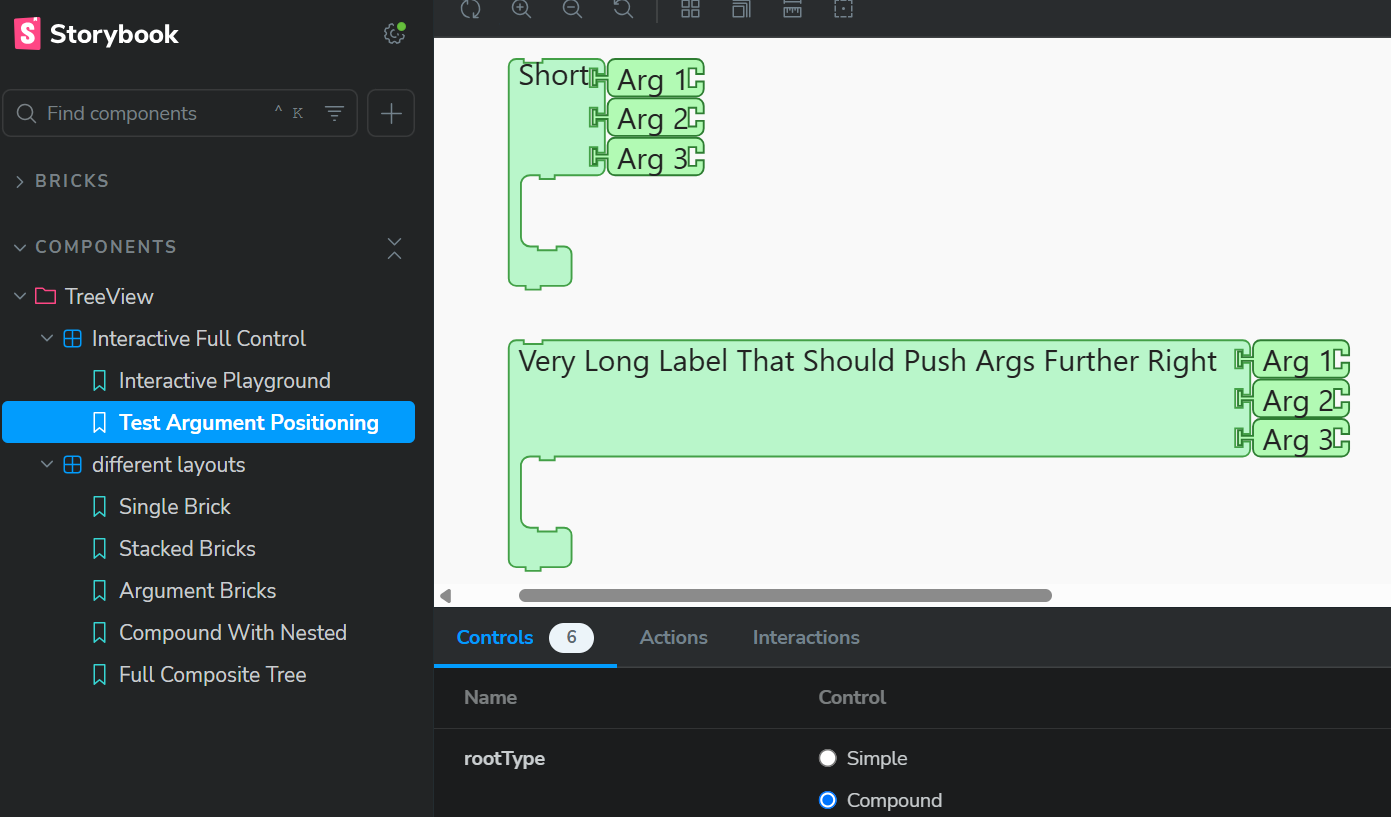 S Storybook
Find components ^ K
BRICKS
COMPONENTS
TreeView
Interactive Full Control
Interactive Playground
Test Argument Positioning
different layouts
Single Brick
Stacked Bricks
Argument Bricks
Compound With Nested
Full Composite Tree
Short Arg 1
Arg 2
Arg 3
Very Long Label That Should Push Args Further Right Arg 1
Arg 2
Arg 3
Controls 6 Actions Interactions
Name Control
rootType Simple
Compound